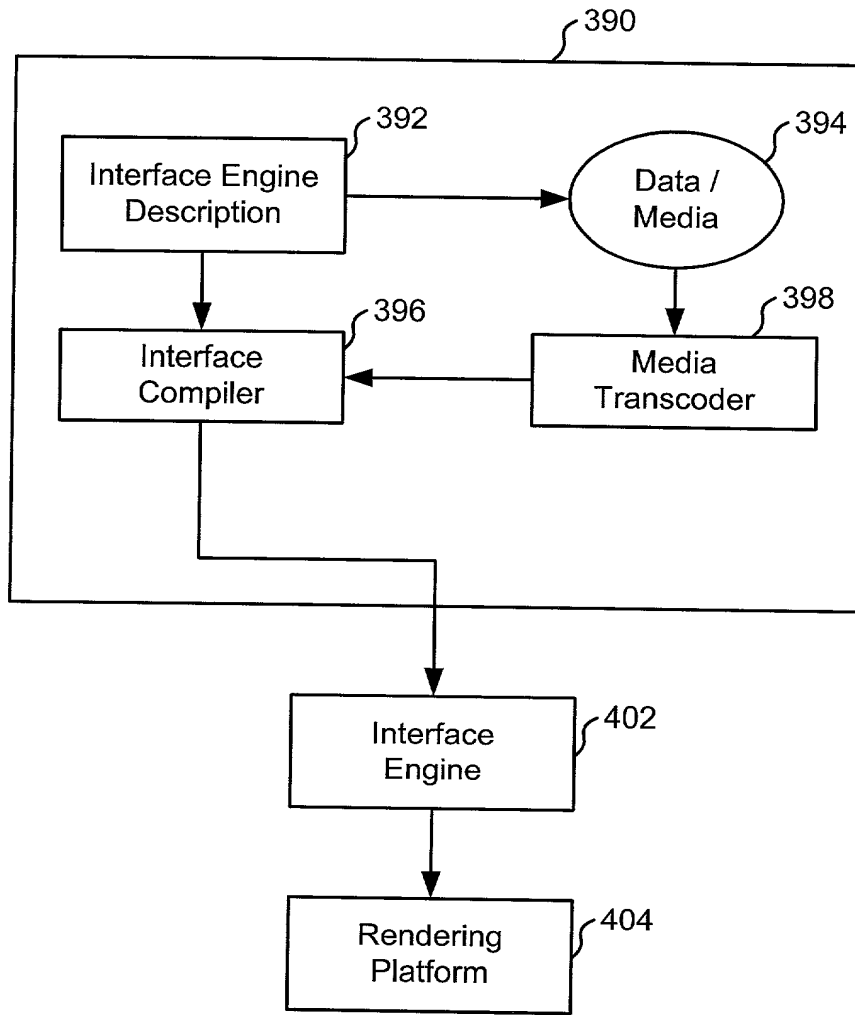 390
392
394
Interface Engine
Description
Data /
Media
396
398
Interface
Compiler
Media
Transcoder
402
Interface
Engine
404
Rendering
Platform